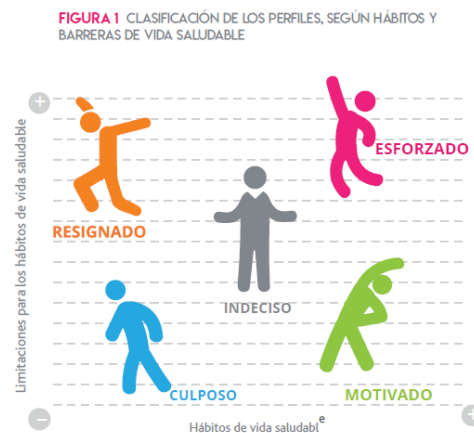 FIGURA 1 CLASIFICACIÓN DE LOS PERFILES, SEGÚN HÁBITOS Y
BARRERAS DE VIDA SALUDABLE
+
Limitaciones para los hábitos de vida saludable
ESFORZADO
RESIGNADO
INDECISO
CULPOSO
MOTIVADO
–
Hábitos de vida saludable
+